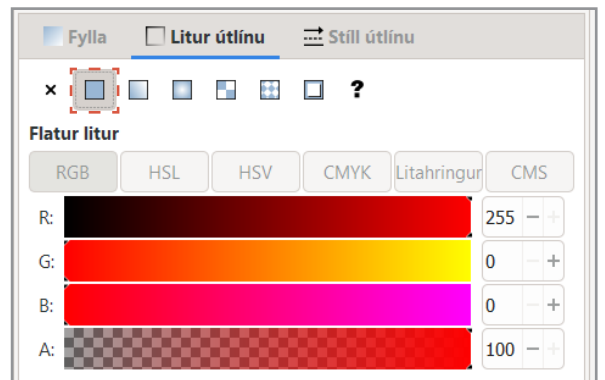 Fylla Litur útlínu Stíll útlínu
× ?
Flatur litur
RGB HSL HSV CMYK Litahringur CMS
R: 255 − +
G: 0 − +
B: 0 − +
A: 100 − +